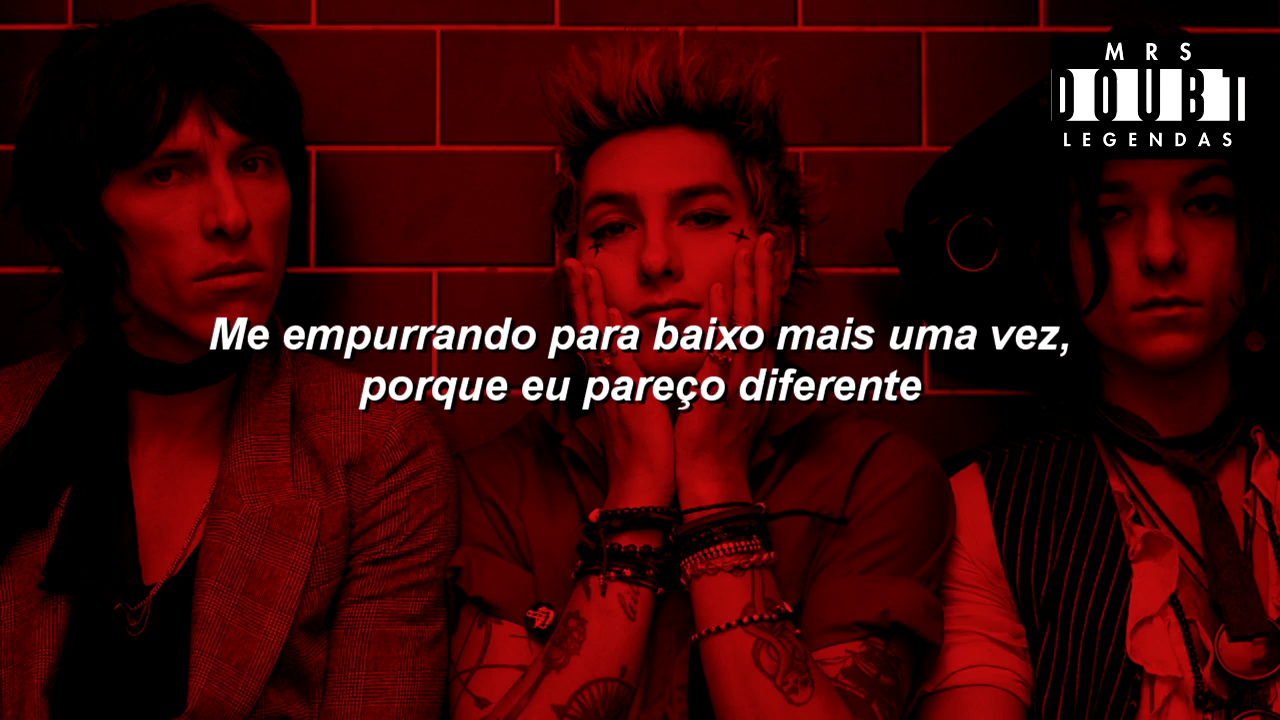 MRS
DOUBT
LEGENDAS
Me empurrando para baixo mais uma vez,
porque eu pareço diferente